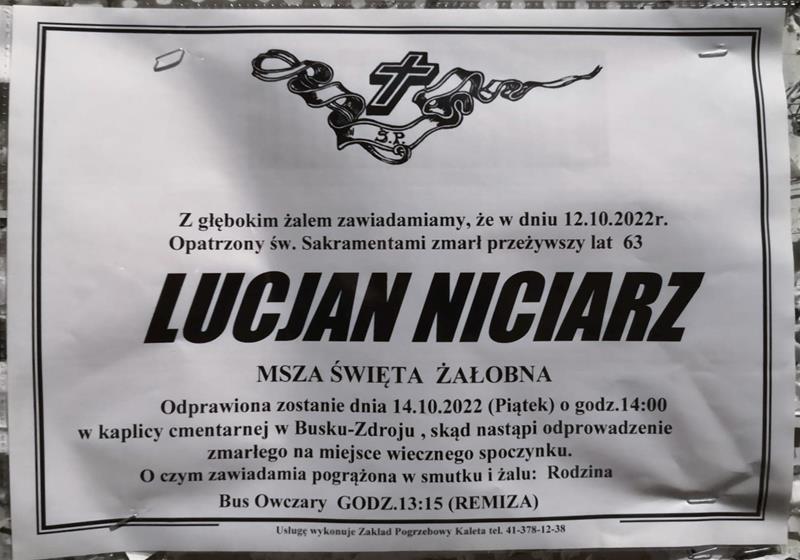 Ś.P.
Z głębokim żalem zawiadamiamy, że w dniu 12.10.2022r.
Opatrzony św. Sakramentami zmarł przeżywszy lat 63
LUCJAN NICIARZ
MSZA ŚWIĘTA ŻAŁOBNA
Odprawiona zostanie dnia 14.10.2022 (Piątek) o godz.14:00
w kaplicy cmentarnej w Busku-Zdroju , skąd nastąpi odprowadzenie
zmarłego na miejsce wiecznego spoczynku.
O czym zawiadamia pogrążona w smutku i żalu: Rodzina
Bus Owczary GODZ.13:15 (REMIZA)
Usługę wykonuje Zakład Pogrzebowy Kaleta tel. 41-378-12-38